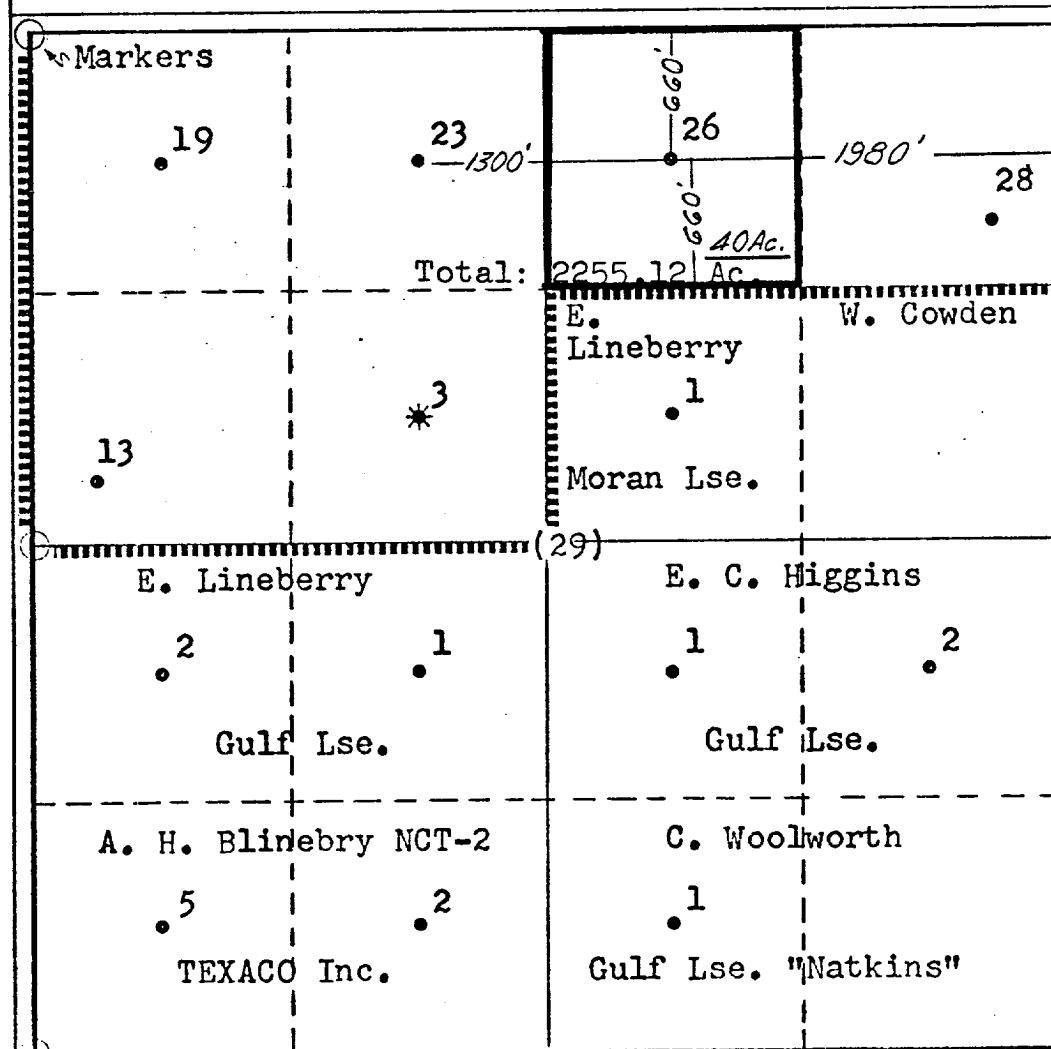 Markers
19
23
1300'
660'
26
1980'
28
660'
40Ac.
Total: 2255.12 Ac.
E.
Lineberry
W. Cowden
1
3
13
Moran Lse.
(29)
E. Lineberry
E. C. Higgins
2
1
1
2
Gulf Lse.
Gulf Lse.
A. H. Blinebry NCT-2
C. Woolworth
5
2
1
TEXACO Inc.
Gulf Lse. "Natkins"